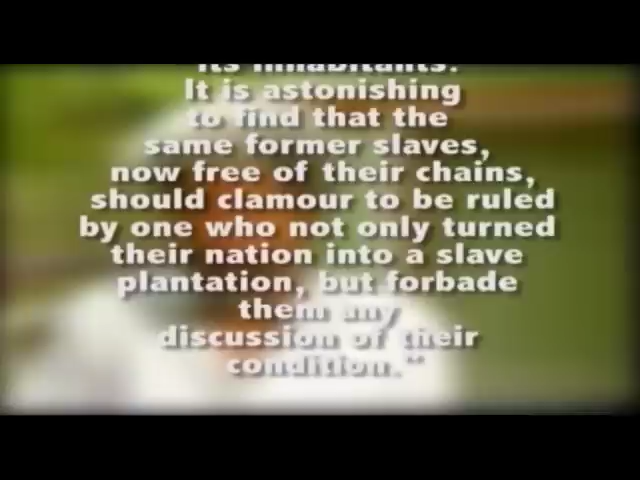 its inhabitants.
It is astonishing
to find that the
same former slaves,
now free of their chains,
should clamour to be ruled
by one who not only turned
their nation into a slave
plantation, but forbade
them any
discussion of their
condition."